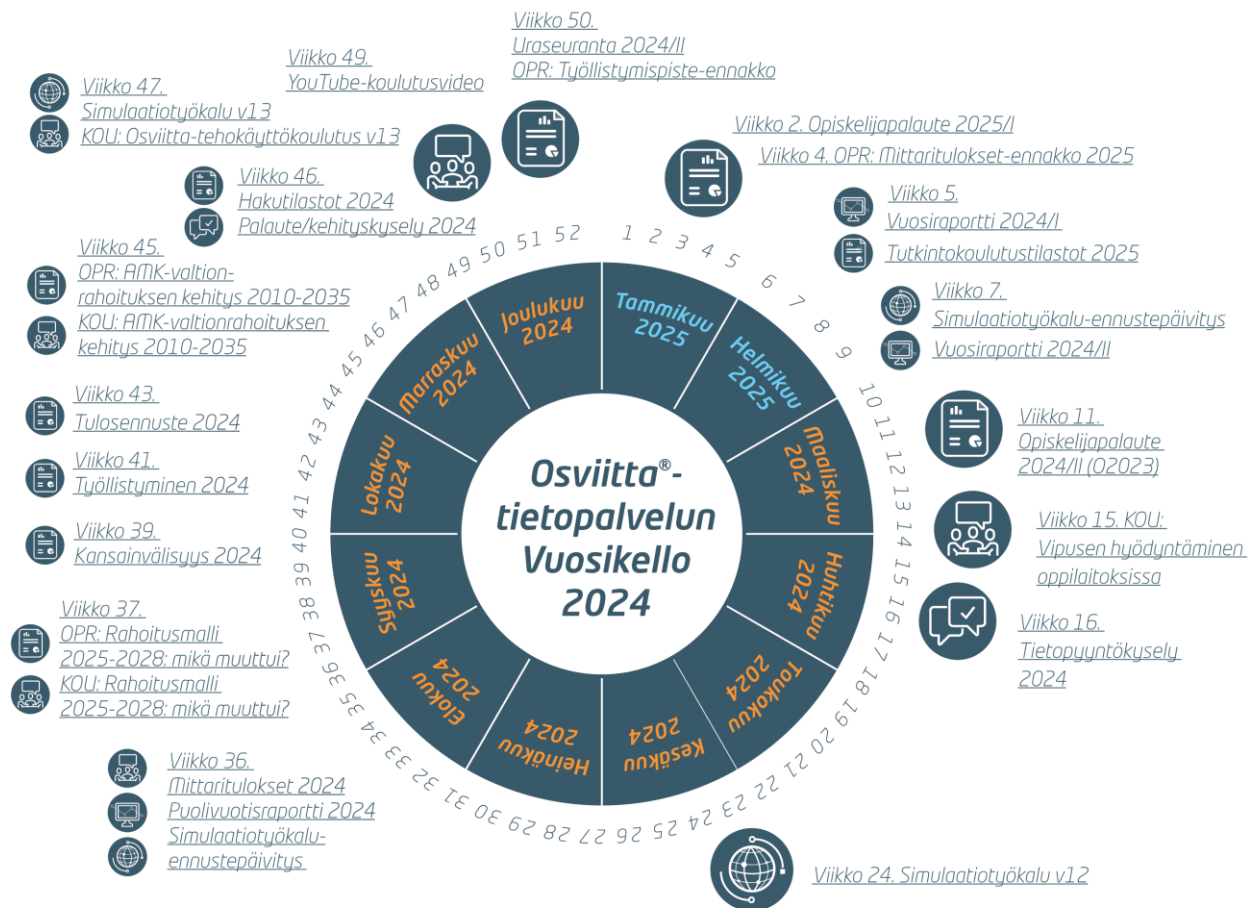 Viikko 50.
Uraseuranta 2024/II
OPR: Työllistymispiste-ennakko
Viikko 49.
YouTube-koulutusvideo
Viikko 47.
Simulaatiotyökalu v13
KOU: Osviitta-tehokäyttökoulutus v13
Viikko 46.
Hakutilastot 2024
Palaute/kehityskysely 2024
Viikko 45.
OPR: AMK-valtion-
rahoituksen kehitys 2010-2035
KOU: AMK-valtionrahoituksen
kehitys 2010-2035
Viikko 43.
Tulosennuste 2024
Viikko 41.
Työllistyminen 2024
Viikko 39.
Kansainvälisyys 2024
Viikko 37.
OPR: Rahoitusmalli
2025-2028: mikä muuttui?
KOU: Rahoitusmalli
2025-2028: mikä muuttui?
Viikko 36.
Mittaritulokset 2024
Puolivuotisraportti 2024
Simulaatiotyökalu-
ennustepäivitys
Viikko 2. Opiskelijapalaute 2025/I
Viikko 4. OPR: Mittaritulokset-ennakko 2025
Viikko 5.
Vuosiraportti 2024/I
Tutkintokoulutustilastot 2025
Viikko 7.
Simulaatiotyökalu-ennustepäivitys
Vuosiraportti 2024/II
Viikko 11.
Opiskelijapalaute
2024/II (O2023)
Viikko 15. KOU:
Vipusen hyödyntäminen
oppilaitoksissa
Viikko 16.
Tietopyyntökysely
2024
Viikko 24. Simulaatiotyökalu v12
1 2 3 4 5 6 7 8 9 10 11 12 13 14 15 16 17 18 19 20 21 22 23 24 25 26 27 28 29 30 31 32 33 34 35 36 37 38 39 40 41 42 43 44 45 46 47 48 49 50 51 52
Tammikuu
2025
Helmikuu
2025
Maaliskuu
2024
Huhtikuu
2024
Toukokuu
2024
Kesäkuu
2024
Heinäkuu
2024
Elokuu
2024
Syyskuu
2024
Lokakuu
2024
Marraskuu
2024
Joulukuu
2024
Osviitta®-
tietopalvelun
Vuosikello
2024